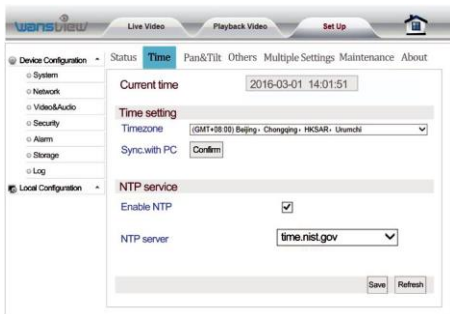 wansview
Live Video Playback Video Set Up
Device Configuration
System
Network
Video&Audio
Security
Alarm
Storage
Log
Local Configuration
Status Time Pan&Tilt Others Multiple Settings Maintenance About
Current time 2016-03-01 14:01:51
Time setting
Timezone (GMT+08:00) Beijing, Chongqing, HKSAR, Urumchi
Sync.with PC Confirm
NTP service
Enable NTP
NTP server time.nist.gov
Save Refresh